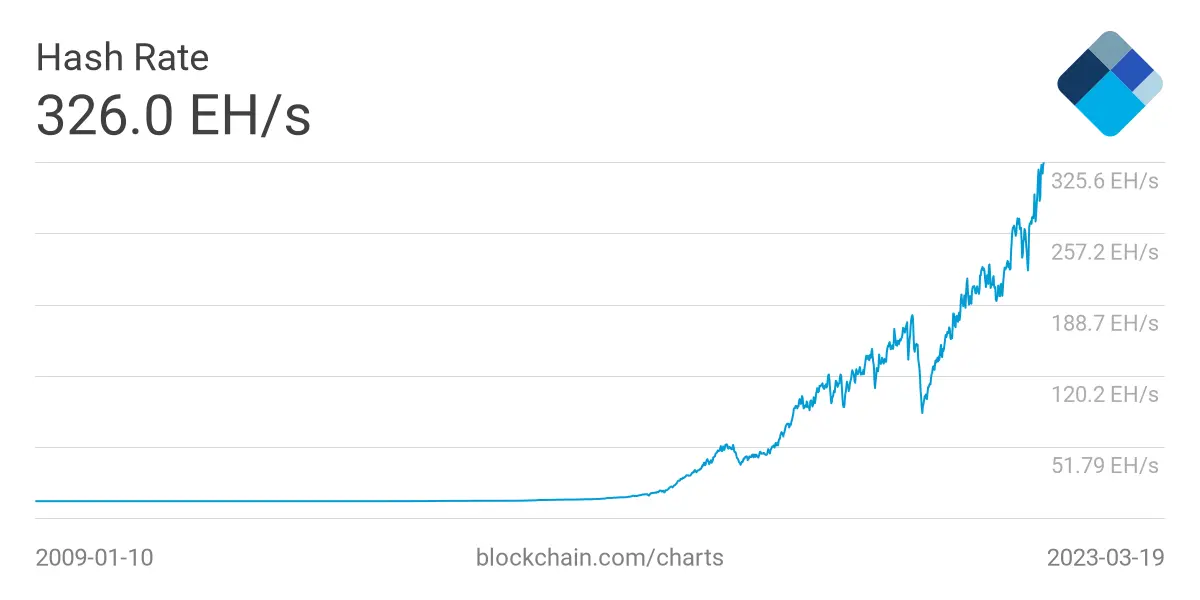 Hash Rate
326.0 EH/s
325.6 EH/s
257.2 EH/s
188.7 EH/s
120.2 EH/s
51.79 EH/s
2009-01-10
blockchain.com/charts
2023-03-19